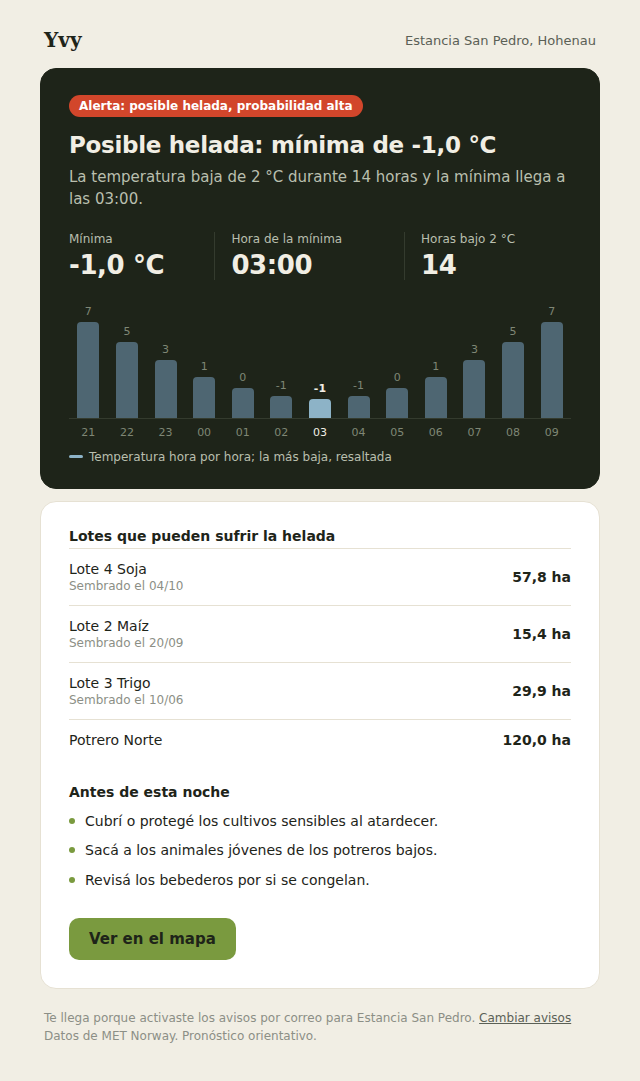 Yvy
Estancia San Pedro, Hohenau
Alerta: posible helada, probabilidad alta
Posible helada: mínima de -1,0 °C
La temperatura baja de 2 °C durante 14 horas y la mínima llega a
las 03:00.
Mínima
-1,0 °C
Hora de la mínima
03:00
Horas bajo 2 °C
14
7 5 3 1 0 -1 -1 -1 0 1 3 5 7
21 22 23 00 01 02 03 04 05 06 07 08 09
Temperatura hora por hora; la más baja, resaltada
Lotes que pueden sufrir la helada
Lote 4 Soja
Sembrado el 04/10
57,8 ha
Lote 2 Maíz
Sembrado el 20/09
15,4 ha
Lote 3 Trigo
Sembrado el 10/06
29,9 ha
Potrero Norte
120,0 ha
Antes de esta noche
Cubrí o protegé los cultivos sensibles al atardecer.
Sacá a los animales jóvenes de los potreros bajos.
Revisá los bebederos por si se congelan.
Ver en el mapa
Te llega porque activaste los avisos por correo para Estancia San Pedro. Cambiar avisos
Datos de MET Norway. Pronóstico orientativo.